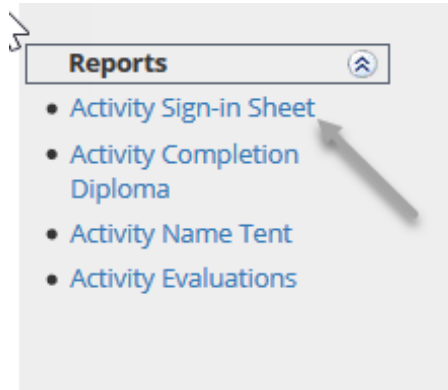 Reports
Activity Sign-in Sheet
Activity Completion
Diploma
Activity Name Tent
Activity Evaluations